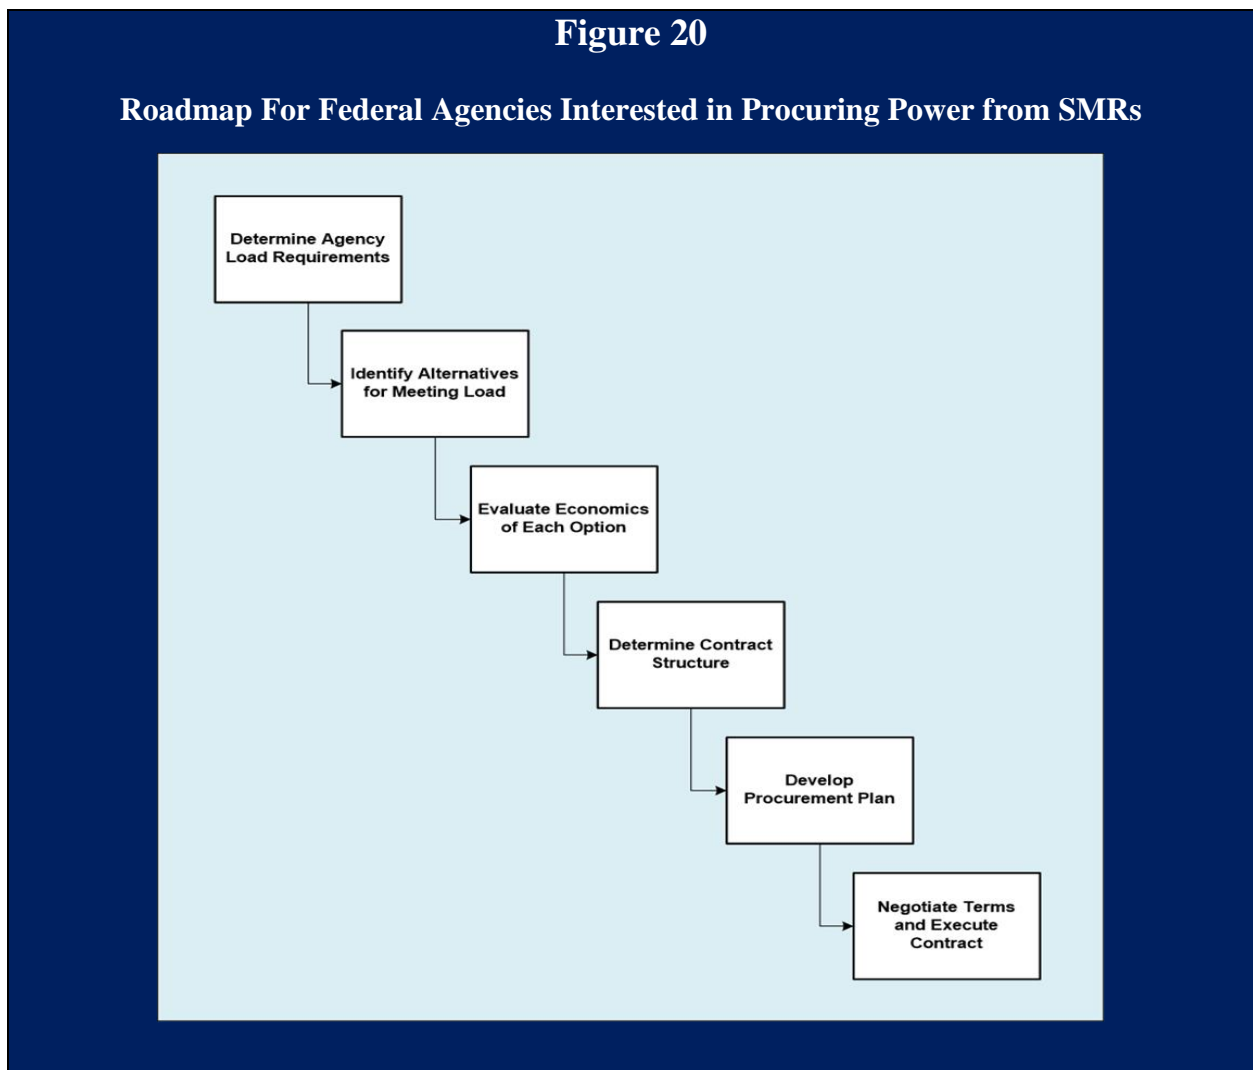 Figure 20
Roadmap For Federal Agencies Interested in Procuring Power from SMRs
Determine Agency
Load Requirements
Identify Alternatives
for Meeting Load
Evaluate Economics
of Each Option
Determine Contract
Structure
Develop
Procurement Plan
Negotiate Terms
and Execute
Contract